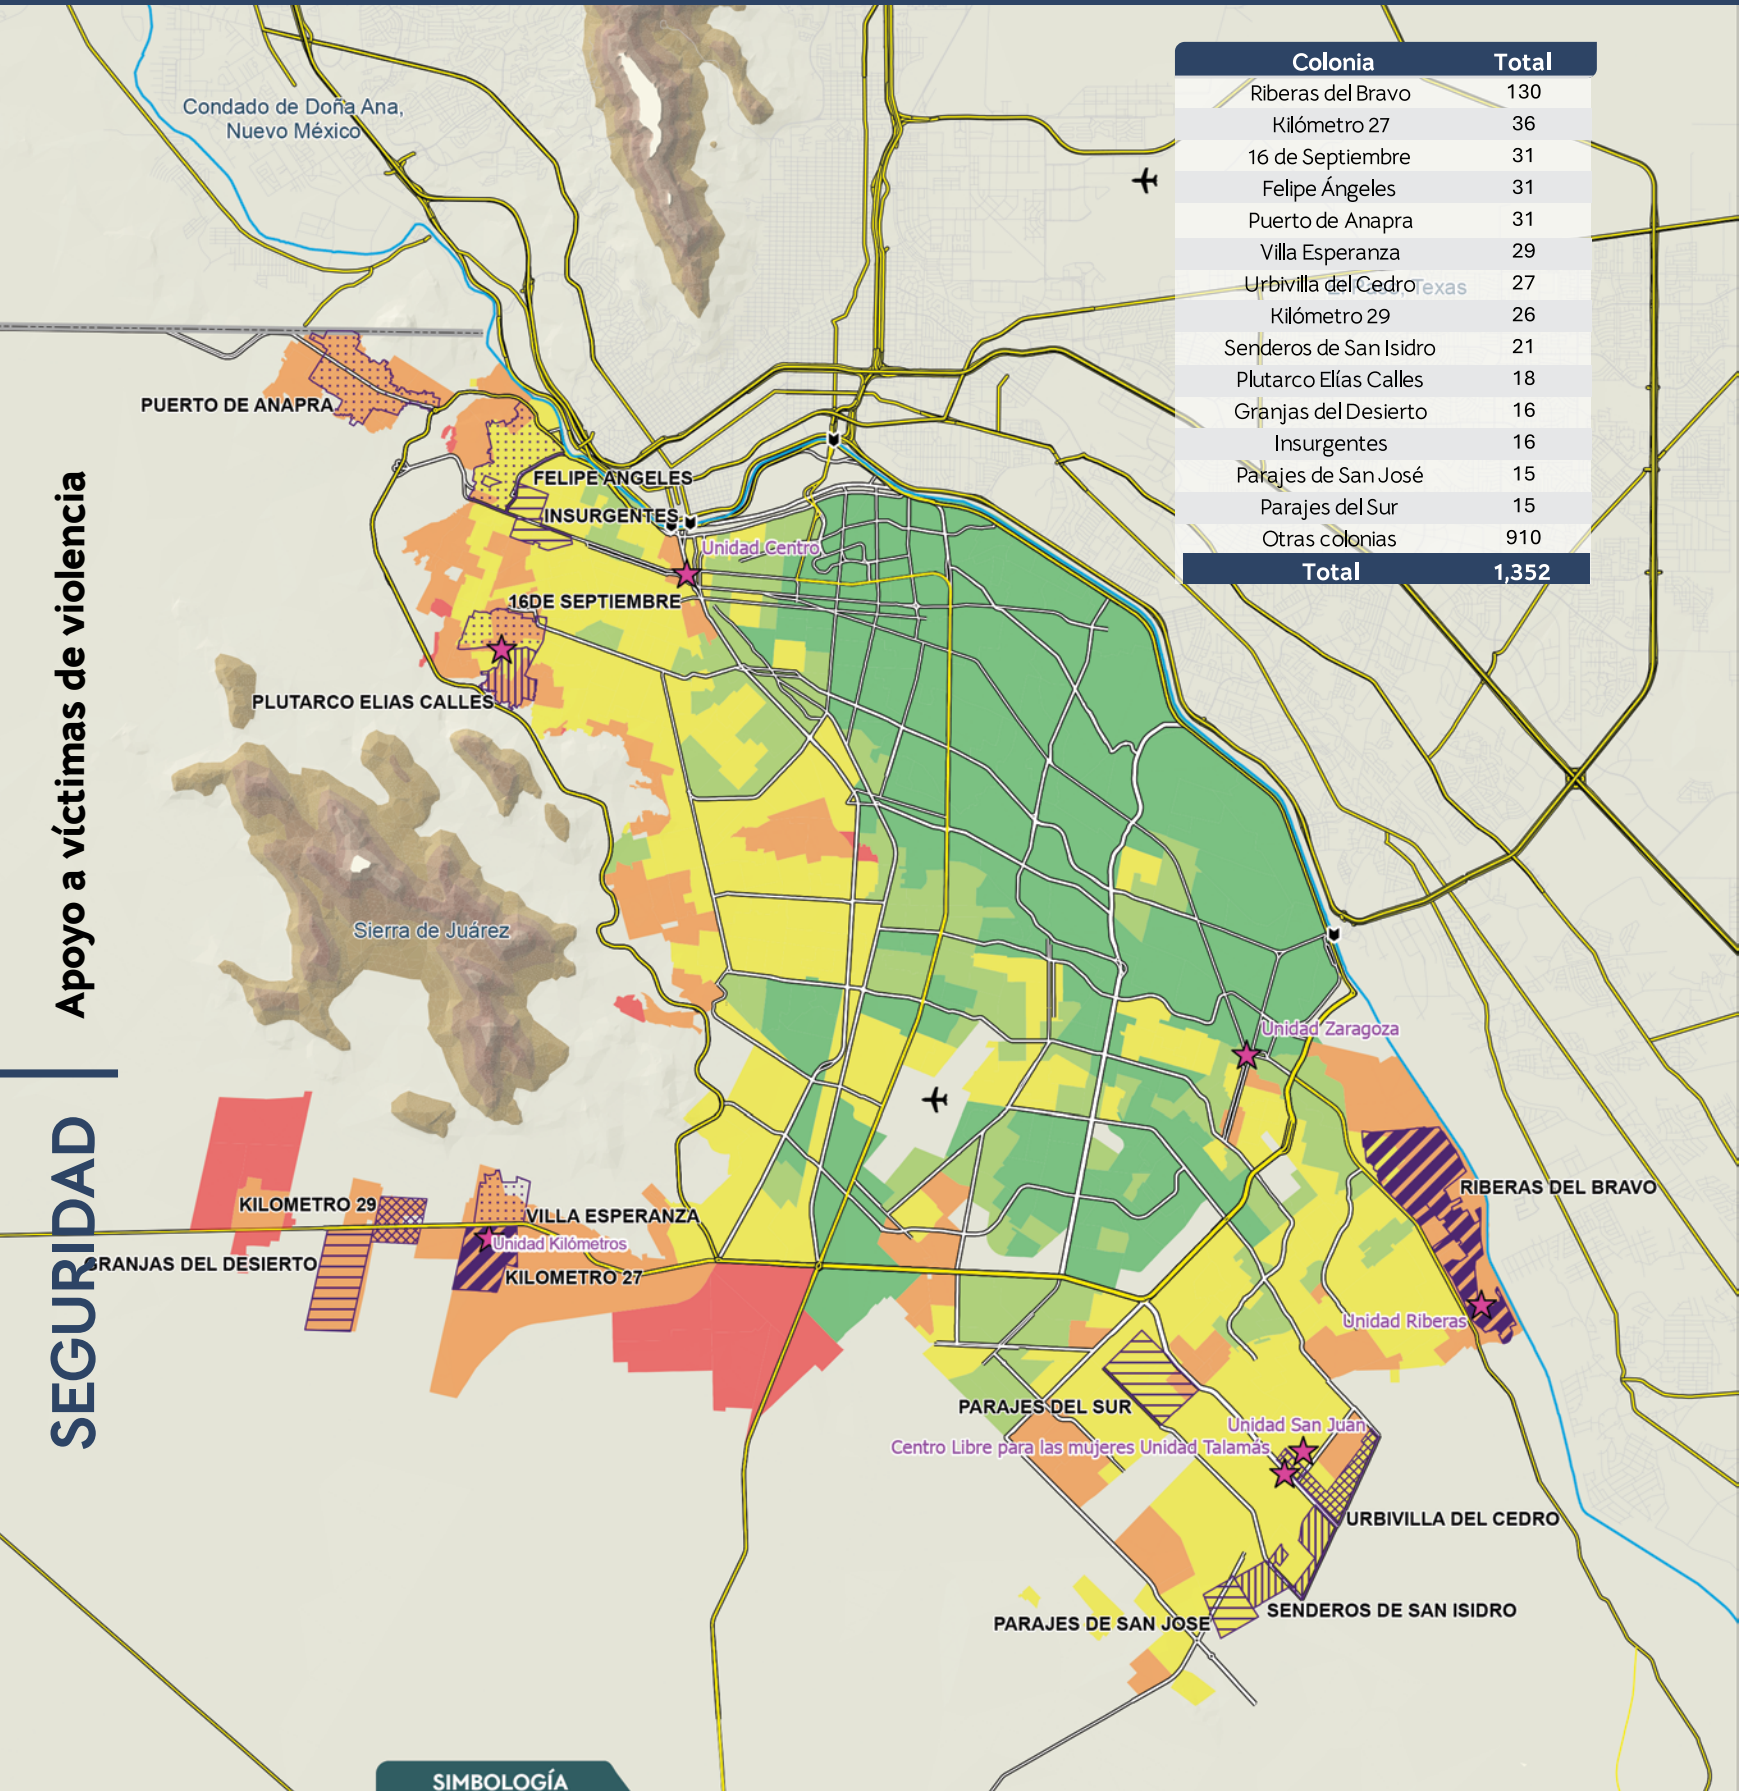 Condado de Doña Ana,
Nuevo México
Colonia Total
Riberas del Bravo 130
Kilómetro 27 36
16 de Septiembre 31
Felipe Ángeles 31
Puerto de Anapra 31
Villa Esperanza 29
Urbivilla del Cedro 27
El Paso, Texas
Kilómetro 29 26
Senderos de San Isidro 21
Plutarco Elías Calles 18
Granjas del Desierto 16
Insurgentes 16
Parajes de San José 15
Parajes del Sur 15
Otras colonias 910
Total 1,352
PUERTO DE ANAPRA
FELIPE ANGELES
INSURGENTES
Unidad Centro
16DE SEPTIEMBRE
PLUTARCO ELIAS CALLES
Apoyo a víctimas de violencia
SEGURIDAD
Sierra de Juárez
Unidad Zaragoza
RIBERAS DEL BRAVO
KILOMETRO 29
VILLA ESPERANZA
Unidad Kilómetros
GRANJAS DEL DESIERTO
KILOMETRO 27
Unidad Riberas
PARAJES DEL SUR
Unidad San Juan
Centro Libre para las mujeres Unidad Talamás
URBIVILLA DEL CEDRO
SENDEROS DE SAN ISIDRO
PARAJES DE SAN JOSE
SIMBOLOGÍA